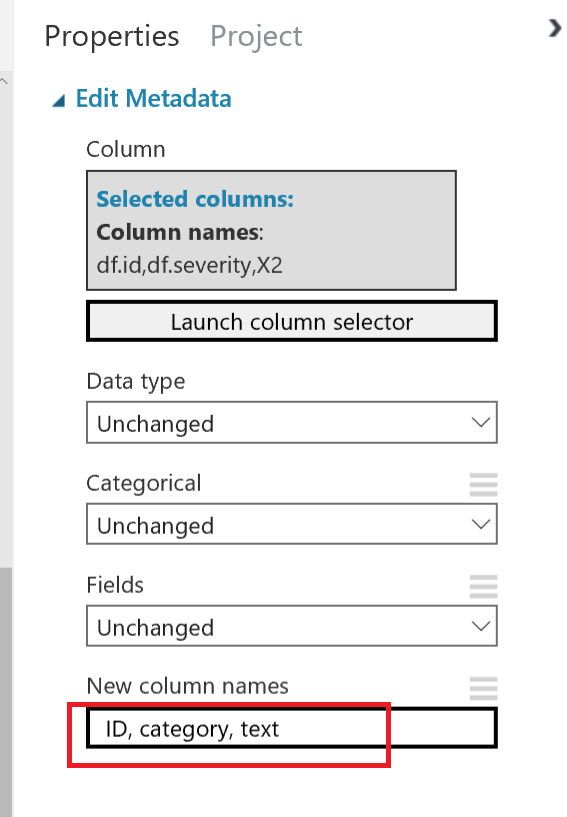 Properties Project
Edit Metadata
Column
Selected columns:
Column names:
df.id,df.severity,X2
Launch column selector
Data type
Unchanged
Categorical
Unchanged
Fields
Unchanged
New column names
ID, category, text